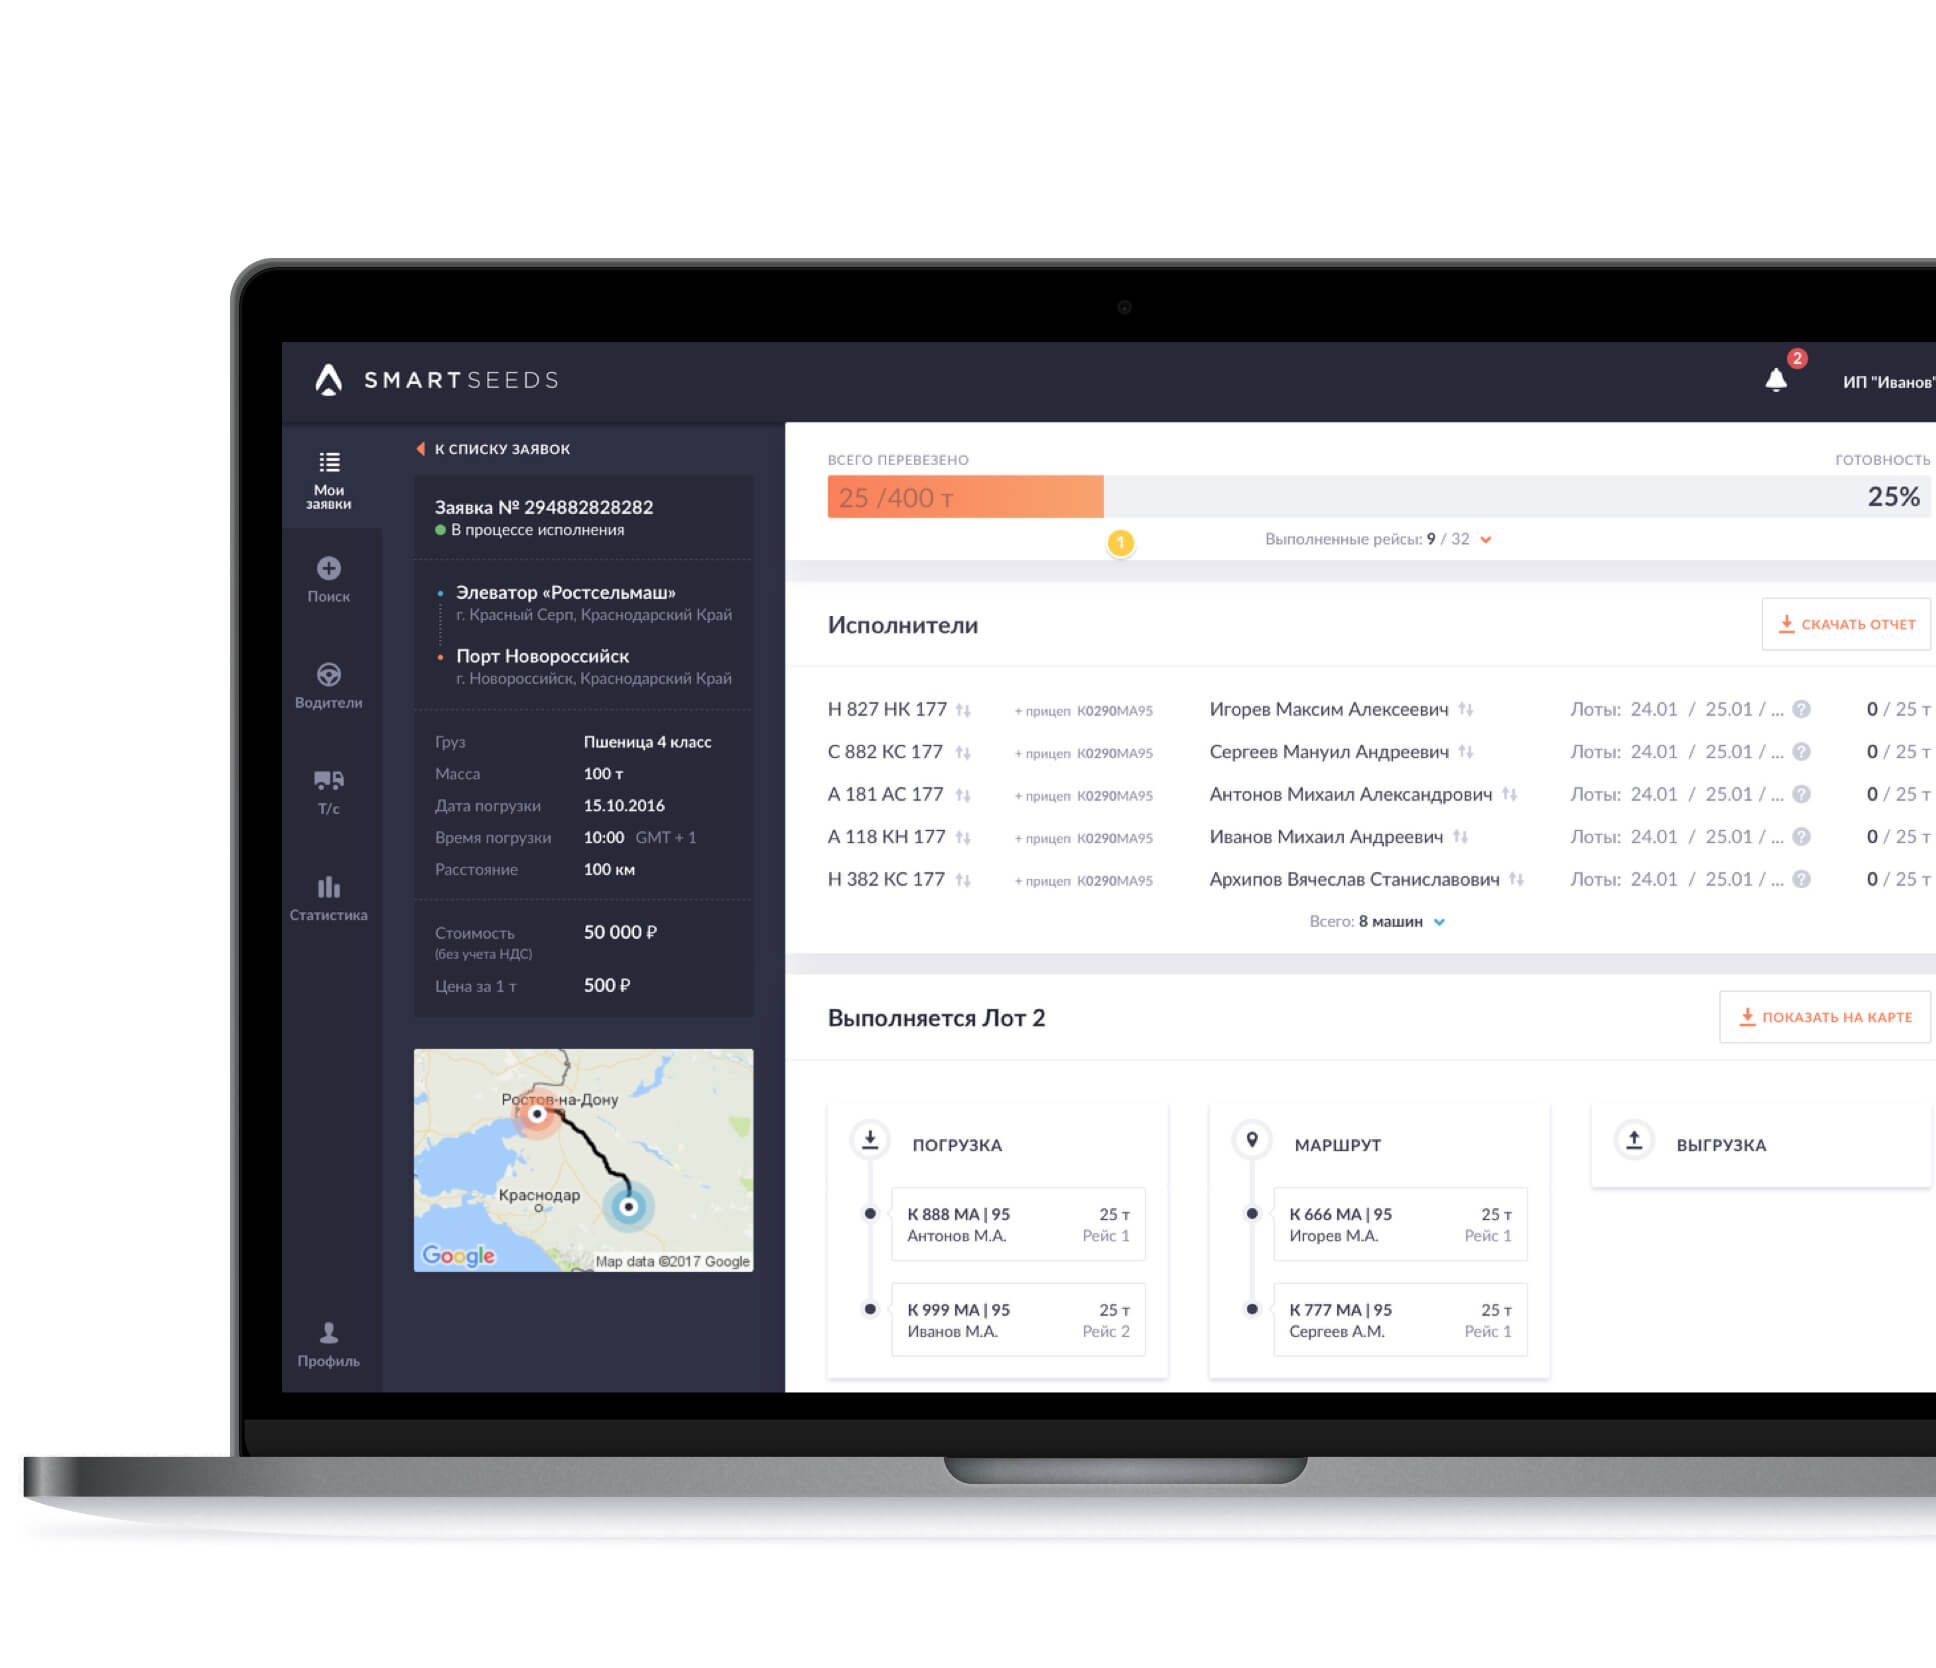 SMARTSEEDS
2
ИП "Иванов"
Мои
заявки
Поиск
Водители
Т/с
Статистика
Профиль
К СПИСКУ ЗАЯВОК
Заявка № 294882828282
В процессе исполнения
Элеватор «Ростсельмаш»
г. Красный Серп, Краснодарский Край
Порт Новороссийск
г. Новороссийск, Краснодарский Край
Груз Пшеница 4 класс
Масса 100 т
Дата погрузки 15.10.2016
Время погрузки 10:00 GMT + 1
Расстояние 100 км
Стоимость 50 000 ₽
(без учета НДС)
Цена за 1 т 500 ₽
Ростов-на-Дону
Краснодар
Google
Map data ©2017 Google
ВСЕГО ПЕРЕВЕЗЕНО ГОТОВНОСТЬ
25 /400 т 25%
1
Выполненные рейсы: 9 / 32
Исполнители СКАЧАТЬ ОТЧЕТ
Н 827 НК 177 + прицеп К0290МА95 Игорев Максим Алексеевич Лоты: 24.01 / 25.01 / ... ? 0 / 25 т
С 882 КС 177 + прицеп К0290МА95 Сергеев Мануил Андреевич Лоты: 24.01 / 25.01 / ... ? 0 / 25 т
А 181 АС 177 + прицеп К0290МА95 Антонов Михаил Александрович Лоты: 24.01 / 25.01 / ... ? 0 / 25 т
А 118 КН 177 + прицеп К0290МА95 Иванов Михаил Андреевич Лоты: 24.01 / 25.01 / ... ? 0 / 25 т
Н 382 КС 177 + прицеп К0290МА95 Архипов Вячеслав Станиславович Лоты: 24.01 / 25.01 / ... ? 0 / 25 т
Всего: 8 машин
Выполняется Лот 2 ПОКАЗАТЬ НА КАРТЕ
ПОГРУЗКА
К 888 МА | 95 25 т
Антонов М.А. Рейс 1
К 999 МА | 95 25 т
Иванов М.А. Рейс 2
МАРШРУТ
К 666 МА | 95 25 т
Игорев М.А. Рейс 1
К 777 МА | 95 25 т
Сергеев А.М. Рейс 1
ВЫГРУЗКА